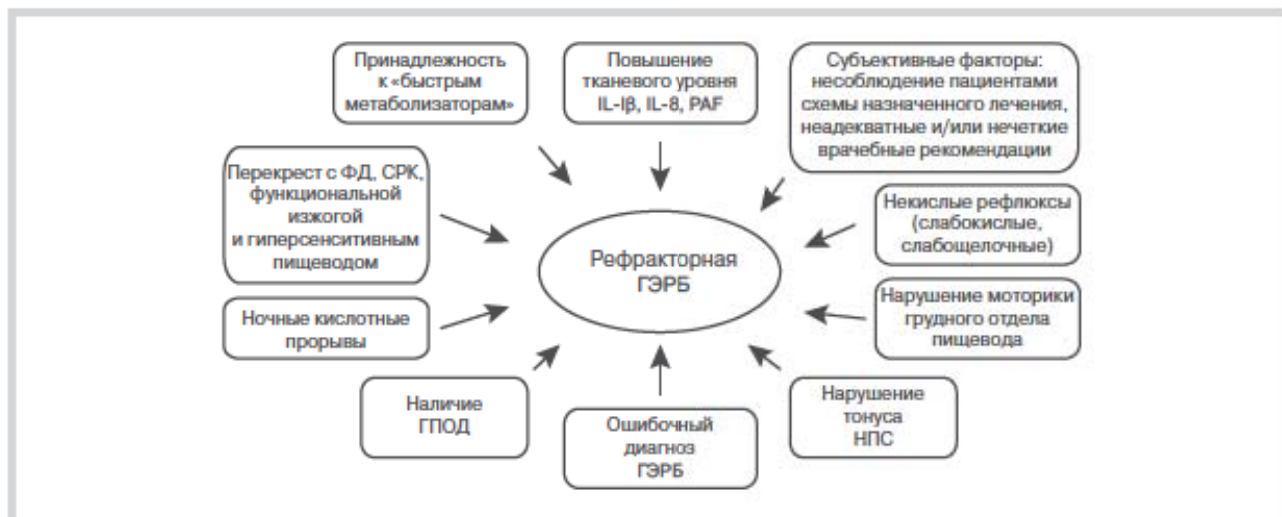 Принадлежность
к «быстрым
метаболизаторам»
Повышение
тканевого уровня
IL-Iβ, IL-8, PAF
Субъективные факторы:
несоблюдение пациентами
схемы назначенного лечения,
неадекватные и/или нечеткие
врачебные рекомендации
Перекрест с ФД, СРК,
функциональной
изжогой
и гиперсенситивным
пищеводом
Некислые рефлюксы
(слабокислые,
слабощелочные)
Рефракторная
ГЭРБ
Ночные кислотные
прорывы
Нарушение моторики
грудного отдела
пищевода
Наличие
ГПОД
Ошибочный
диагноз
ГЭРБ
Нарушение
тонуса
НПС